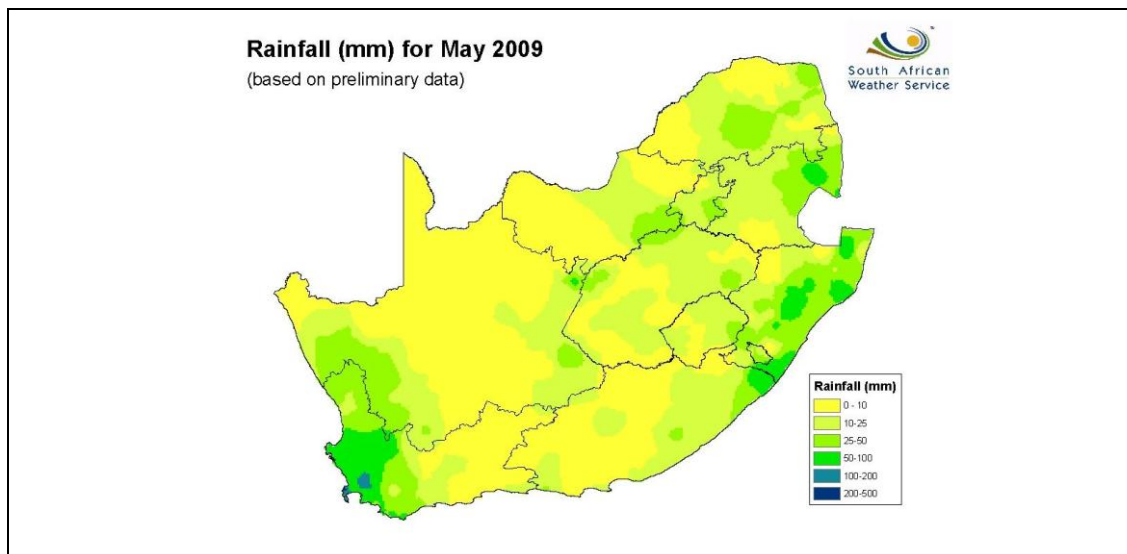 Rainfall (mm) for May 2009
(based on preliminary data)
South African
Weather Service
Rainfall (mm)
0 - 10
10-25
25-50
50-100
100-200
200-500